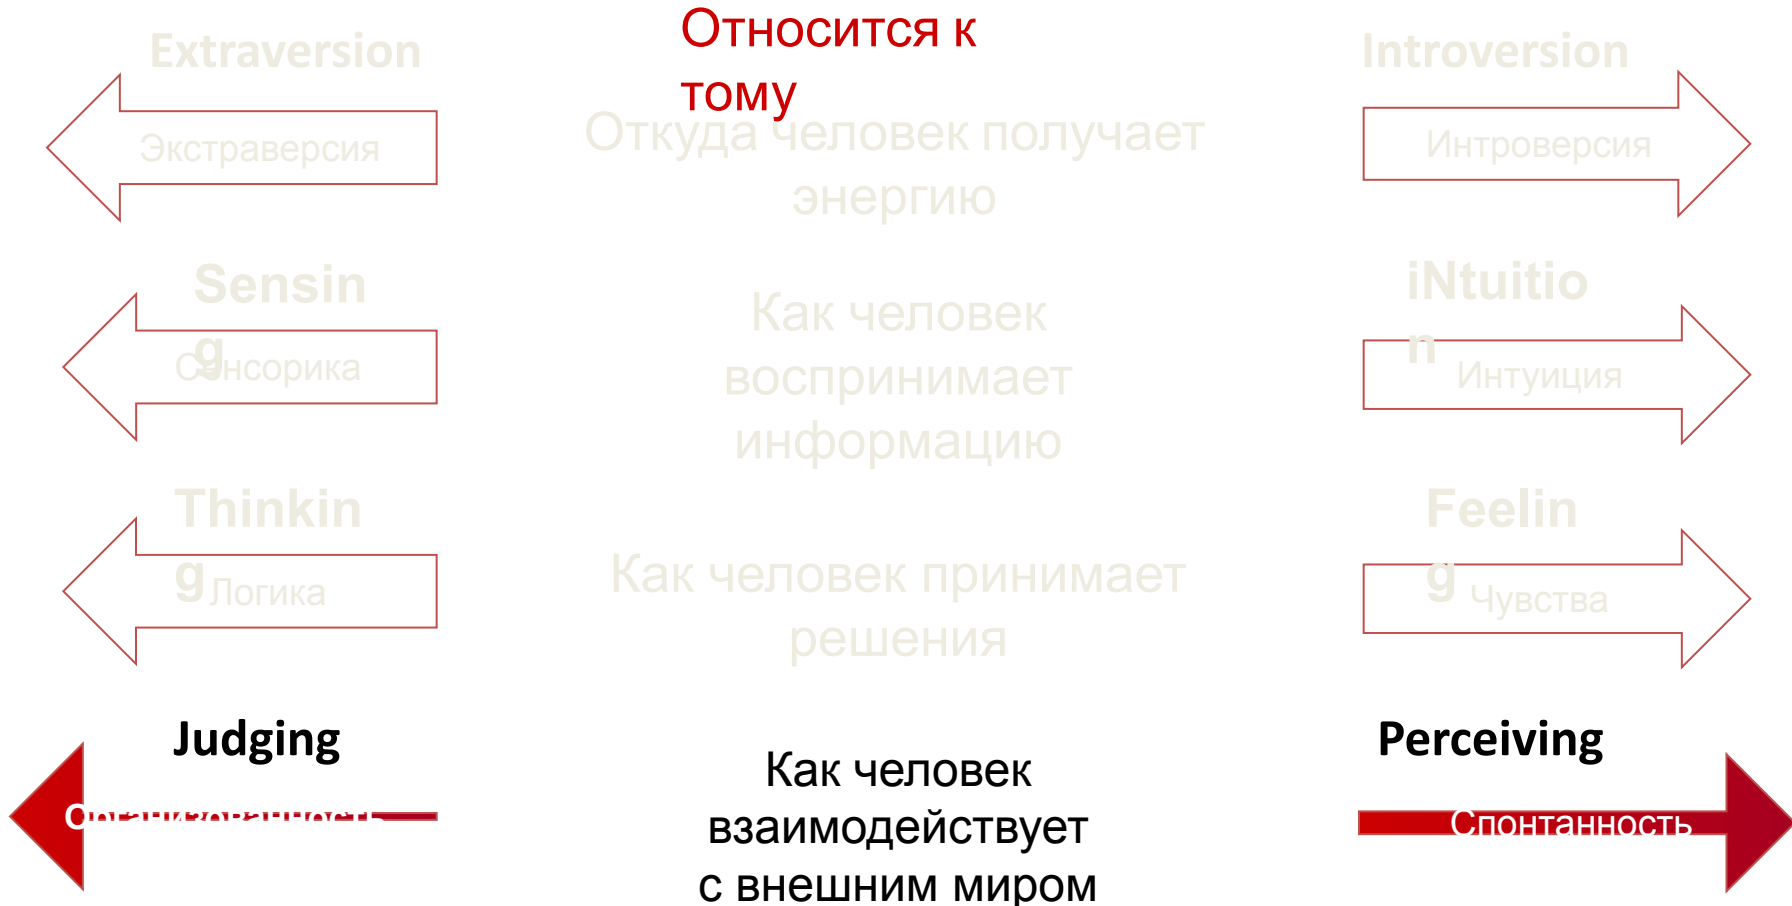 Относится к
тому
Extraversion
Introversion
Экстраверсия
Откуда человек получает
энергию
Интроверсия
Sensin
g
Сенсорика
Как человек
воспринимает
информацию
iNtuitio
n
Интуиция
Thinkin
g
Логика
Как человек принимает
решения
Feelin
g
Чувства
Judging
Организованность
Как человек
взаимодействует
с внешним миром
Perceiving
Спонтанность